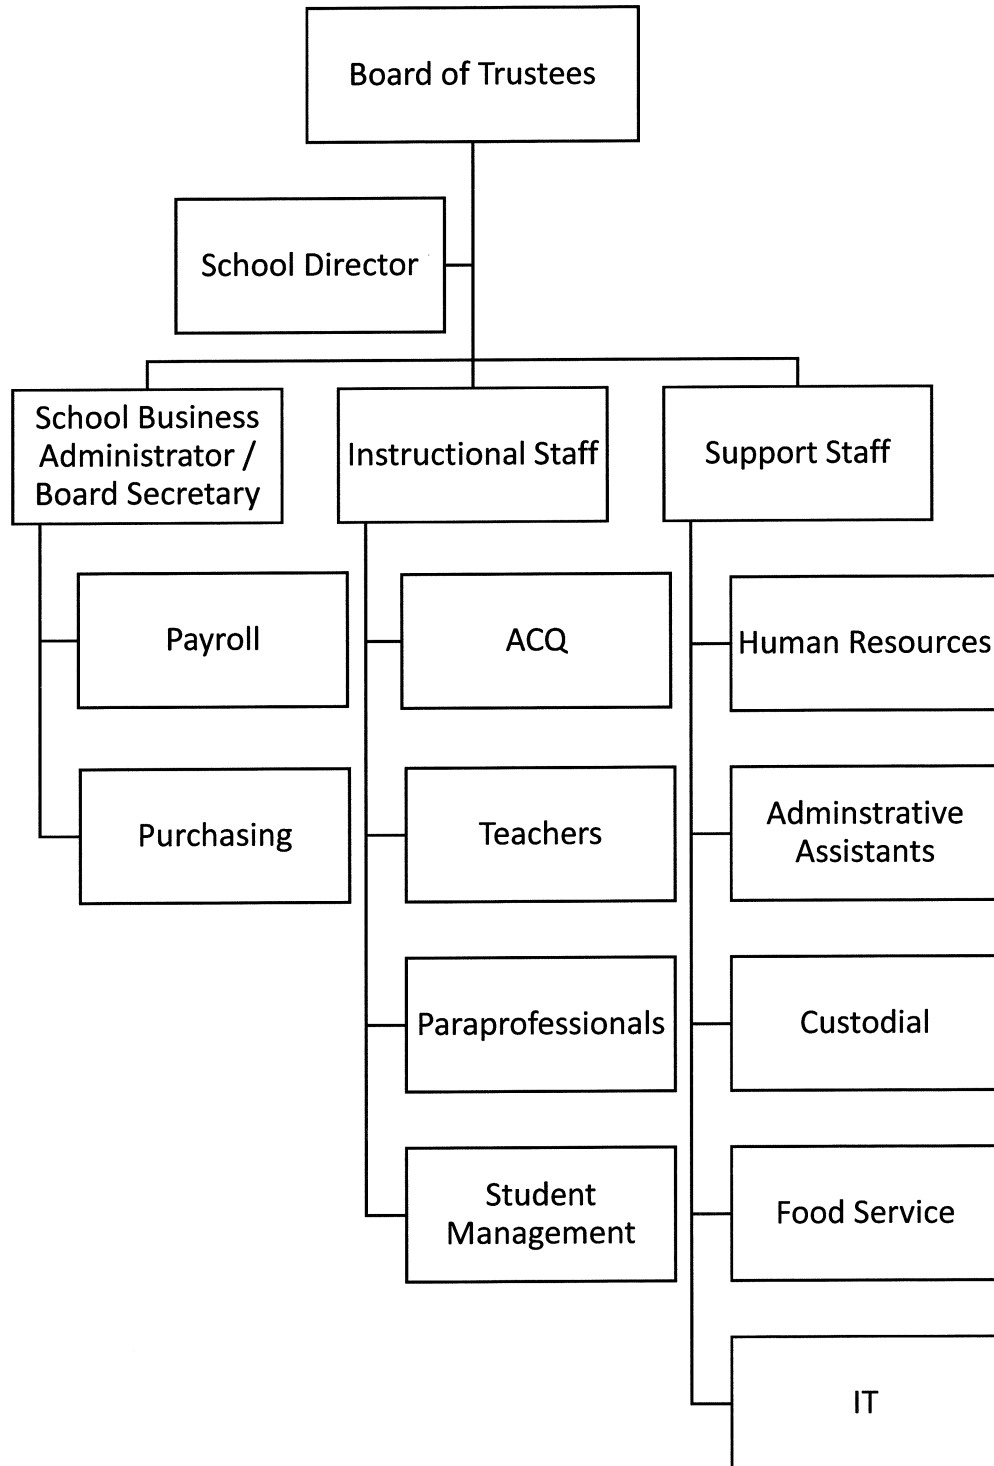 Board of Trustees
School Director
School Business
Administrator /
Board Secretary
Instructional Staff
Support Staff
Payroll
ACQ
Human Resources
Purchasing
Teachers
Adminstrative
Assistants
Paraprofessionals
Custodial
Student
Management
Food Service
IT